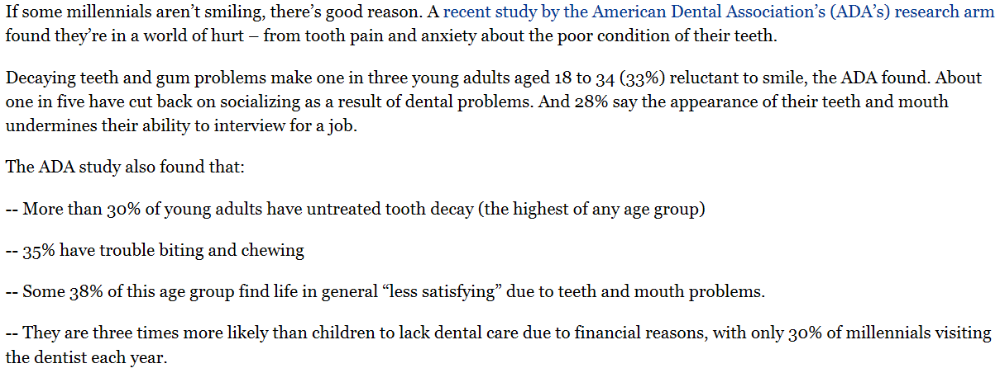 If some millennials aren’t smiling, there’s good reason. A recent study by the American Dental Association’s (ADA’s) research arm
found they’re in a world of hurt – from tooth pain and anxiety about the poor condition of their teeth.
Decaying teeth and gum problems make one in three young adults aged 18 to 34 (33%) reluctant to smile, the ADA found. About
one in five have cut back on socializing as a result of dental problems. And 28% say the appearance of their teeth and mouth
undermines their ability to interview for a job.
The ADA study also found that:
-- More than 30% of young adults have untreated tooth decay (the highest of any age group)
-- 35% have trouble biting and chewing
-- Some 38% of this age group find life in general “less satisfying” due to teeth and mouth problems.
-- They are three times more likely than children to lack dental care due to financial reasons, with only 30% of millennials visiting
the dentist each year.